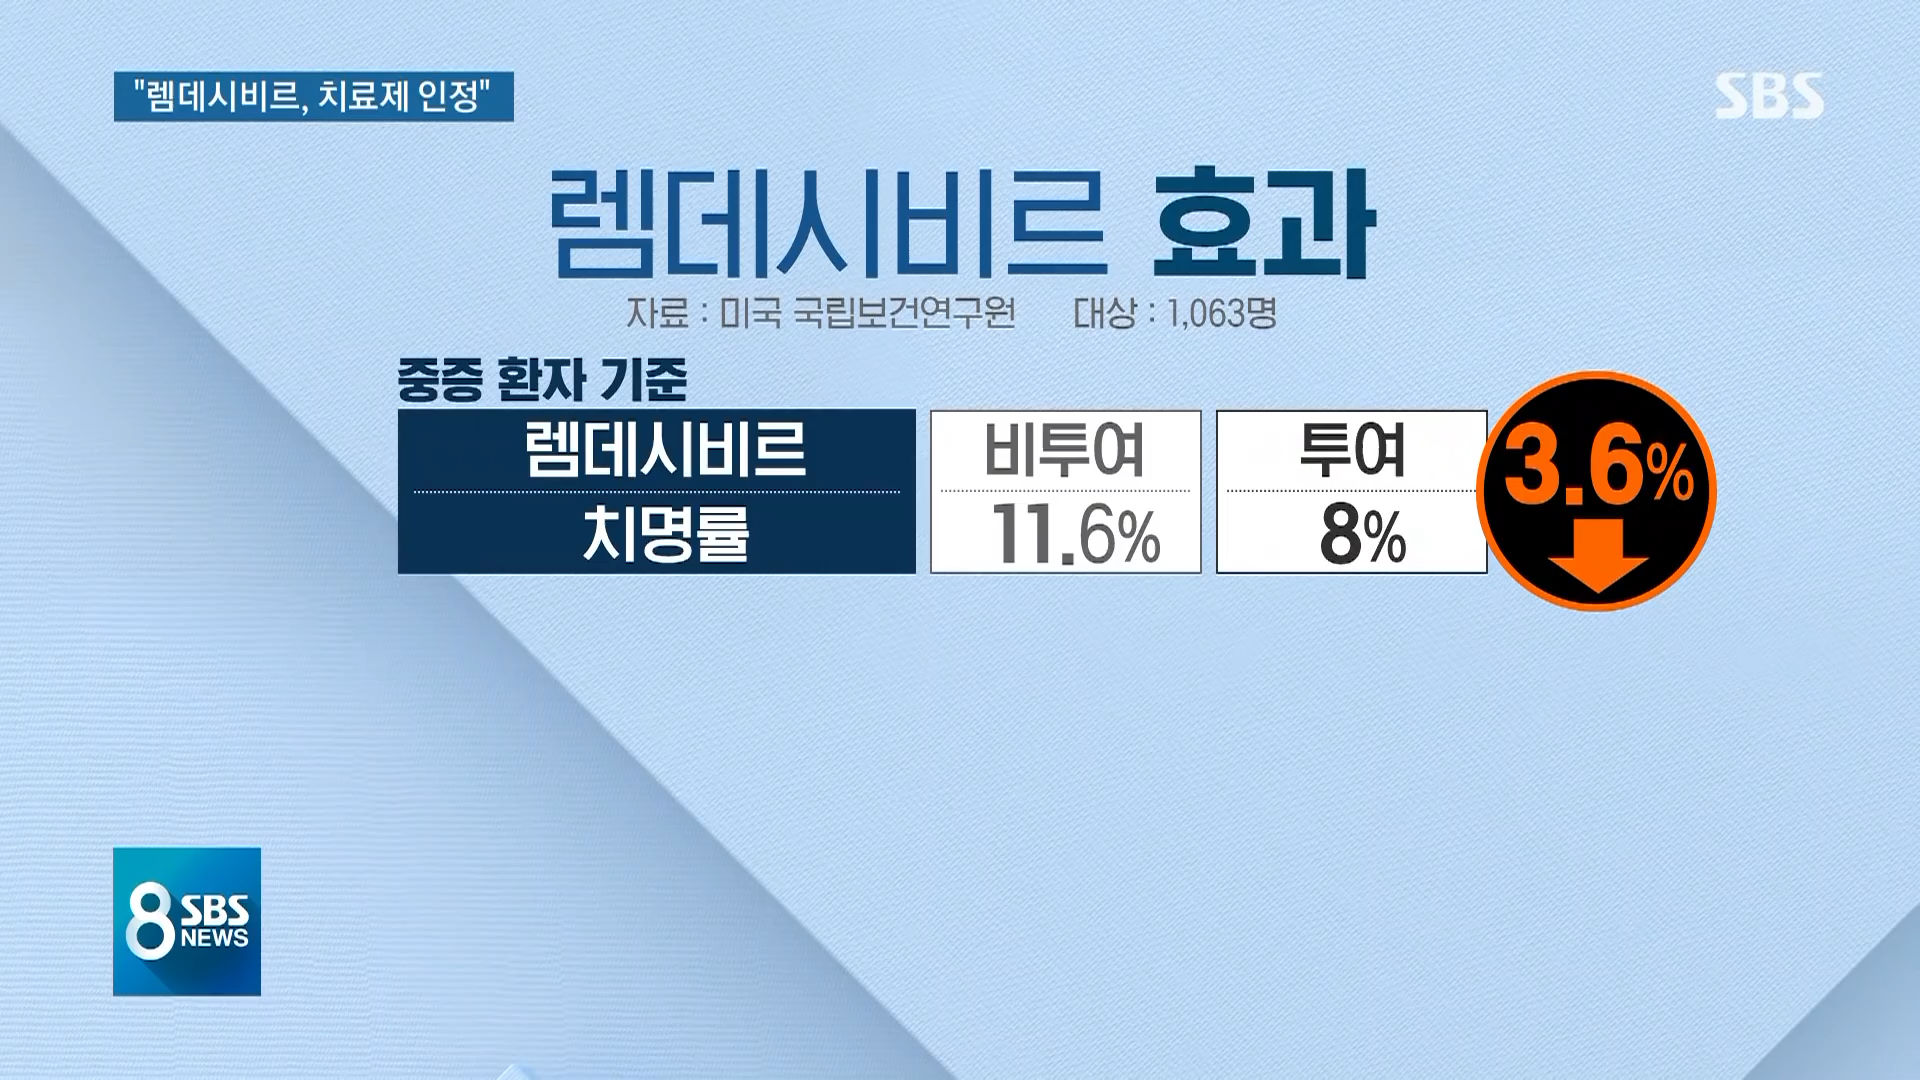 "렘데시비르, 치료제 인정"
SBS
렘데시비르 효과
자료 : 미국 국립보건연구원 대상 : 1,063명
중증 환자 기준
렘데시비르 비투여 투여
치명률 11.6% 8%
3.6%
8 SBS
NEWS